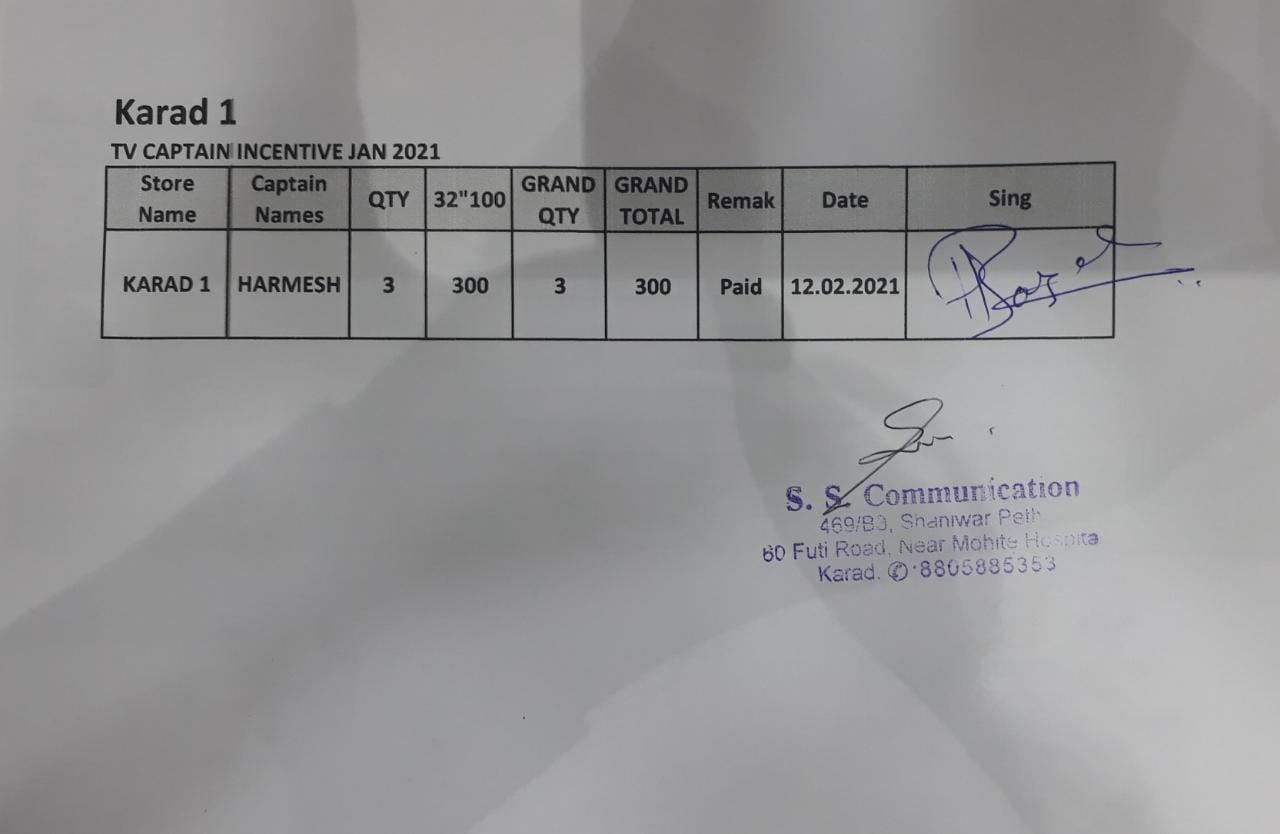 Karad 1
TV CAPTAIN INCENTIVE JAN 2021
Store Name Captain Names QTY 32"100 GRAND QTY GRAND TOTAL Remak Date Sing
KARAD 1 HARMESH 3 300 3 300 Paid 12.02.2021
S. S. Communication
469/B3, Shaniwar Peth
60 Futi Road, Near Mohite Hospita
Karad. ✆ 8805885353